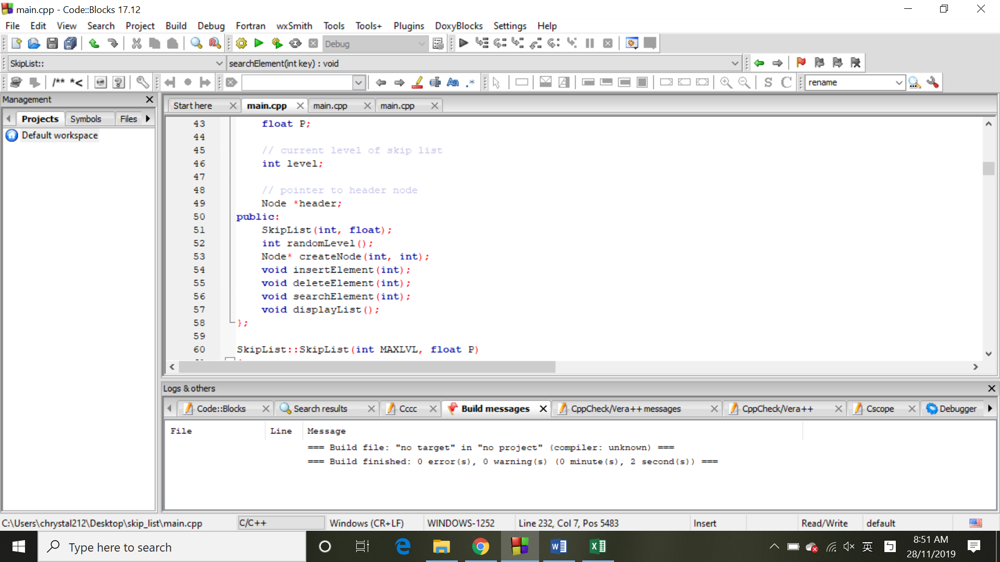 main.cpp - Code::Blocks 17.12
File Edit View Search Project Build Debug Fortran wxSmith Tools Tools+ Plugins DoxyBlocks Settings Help
Debug
SkipList:: searchElement(int key) : void
/** *< Aa .* S C rename
Management
Projects Symbols Files
Default workspace
Start here main.cpp main.cpp main.cpp
43 float P;
44
45 // current level of skip list
46 int level;
47
48 // pointer to header node
49 Node *header;
50 public:
51 SkipList(int, float);
52 int randomLevel();
53 Node* createNode(int, int);
54 void insertElement(int);
55 void deleteElement(int);
56 void searchElement(int);
57 void displayList();
58 };
59
60 SkipList::SkipList(int MAXLVL, float P)
Logs & others
Code::Blocks Search results Cccc Build messages CppCheck/Vera++ messages CppCheck/Vera++ Cscope Debugger
File Line Message
=== Build file: "no target" in "no project" (compiler: unknown) ===
=== Build finished: 0 error(s), 0 warning(s) (0 minute(s), 2 second(s)) ===
C:\Users\chrystal212\Desktop\skip_list\main.cpp C/C++ Windows (CR+LF) WINDOWS-1252 Line 232, Col 7, Pos 5483 Insert Read/Write default
Type here to search
英
8:51 AM
28/11/2019